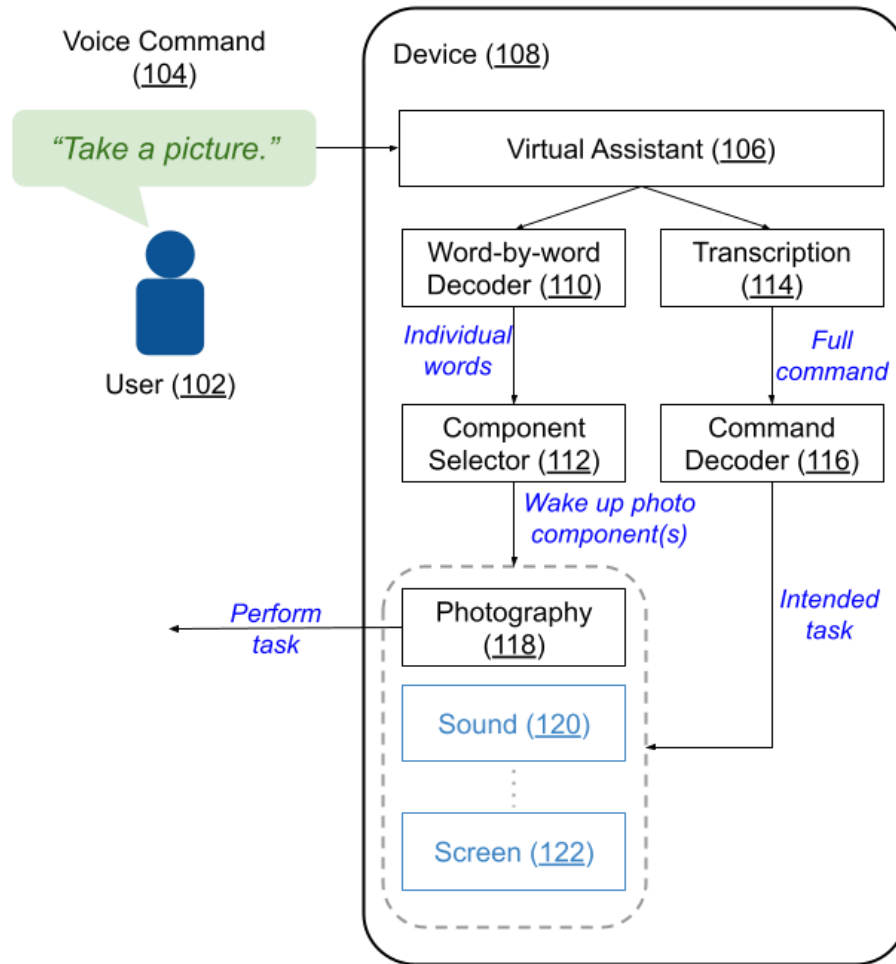 Voice Command
(104)
Device (108)
“Take a picture.”
Virtual Assistant (106)
Word-by-word
Decoder (110)
Transcription
(114)
Individual
words
Full
command
User (102)
Component
Selector (112)
Command
Decoder (116)
Wake up photo
component(s)
Perform
task
Photography
(118)
Intended
task
Sound (120)
Screen (122)